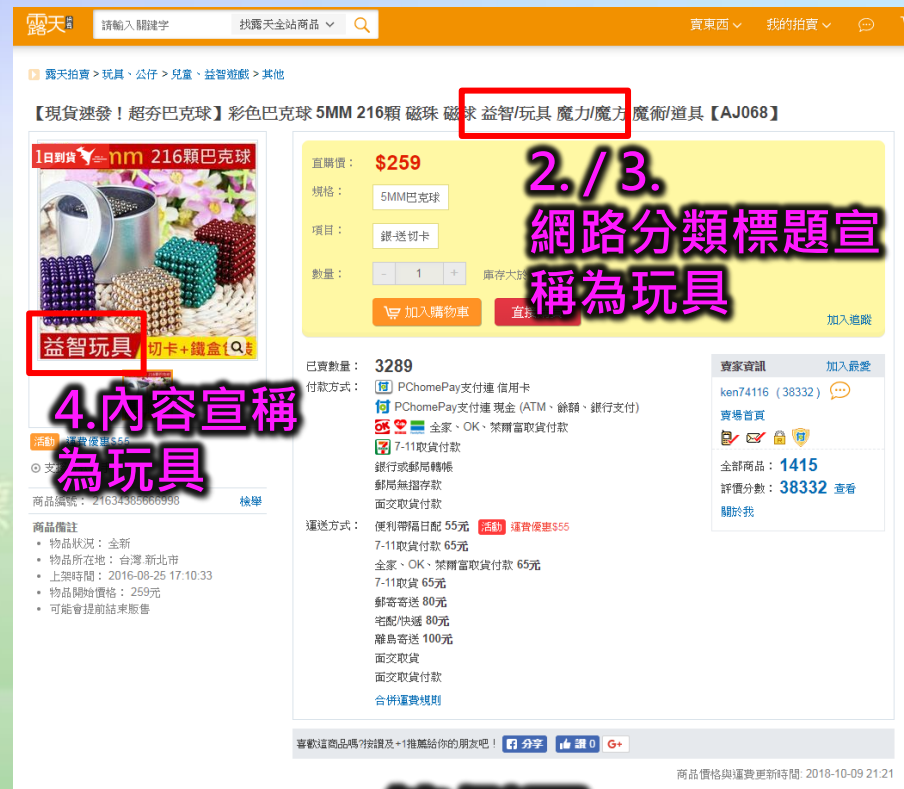 露天拍賣
請輸入關鍵字 找露天全站商品
賣東西 我的拍賣
露天拍賣 > 玩具、公仔 > 兒童、益智遊戲 > 其他
【現貨速發！超夯巴克球】彩色巴克球 5MM 216顆 磁珠 磁球 益智/玩具 魔力/魔方 魔術/道具【AJ068】
1日到貨 mm 216顆巴克球
益智玩具 切卡+鐵盒
直購價： $259
規格： 5MM巴克球
項目： 銀-送切卡
數量： - 1 + 庫存大於
加入購物車
加入追蹤
2. / 3.
網路分類標題宣
稱為玩具
4.內容宣稱
為玩具
活動 運費優惠$55
商品編號： 21634385666998 檢舉
商品備註
• 物品狀況： 全新
• 物品所在地： 台灣.新北市
• 上架時間： 2016-08-25 17:10:33
• 物品開始價格： 259元
• 可能會提前結束販售
已賣數量： 3289
付款方式： PChomePay支付連 信用卡
PChomePay支付連 現金 (ATM、餘額、銀行支付)
全家、OK、萊爾富取貨付款
7-11取貨付款
銀行或郵局轉帳
郵局無摺存款
面交取貨付款
運送方式： 便利帶隔日配 55元 活動 運費優惠$55
7-11取貨付款 65元
全家、OK、萊爾富取貨付款 65元
7-11取貨 65元
郵寄寄送 80元
宅配/快遞 80元
離島寄送 100元
面交取貨
面交取貨付款
合併運費規則
賣家資訊 加入最愛
ken74116 （38332）
賣場首頁
全部商品： 1415
評價分數： 38332 查看
關於我
喜歡這商品嗎?按讚及+1推薦給你的朋友吧！ 分享 讚 0 G+
商品價格與運費更新時間: 2018-10-09 21:21